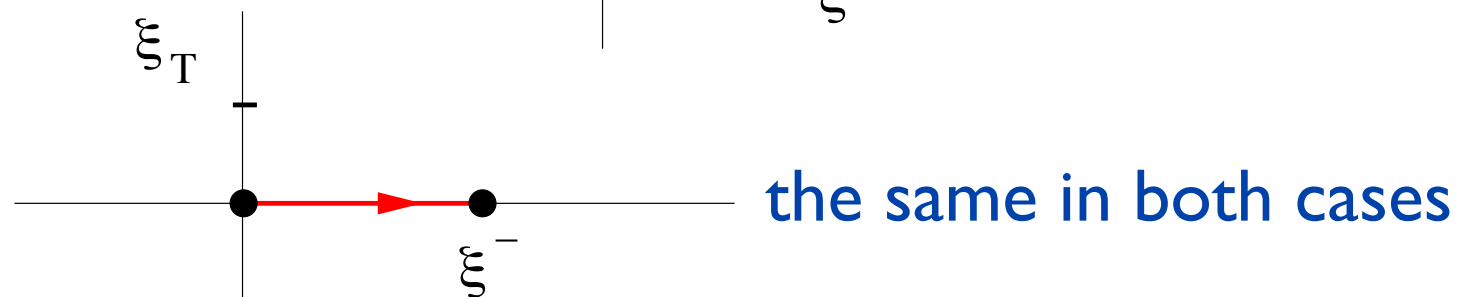 ξ
ξT
the same in both cases
ξ⁻